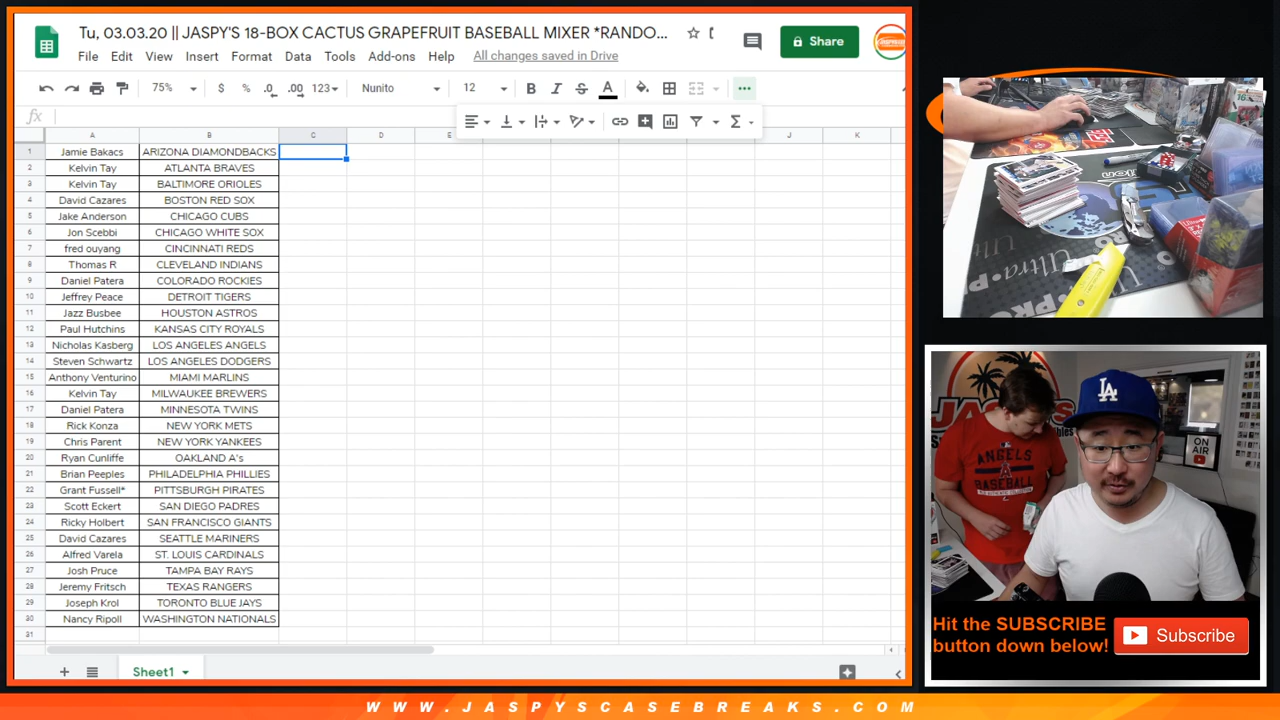 Tu, 03.03.20 || JASPY'S 18-BOX CACTUS GRAPEFRUIT BASEBALL MIXER *RANDO...
File Edit View Insert Format Data Tools Add-ons Help All changes saved in Drive
Share
75% $ % .0 .00 123 Nunito 12 B I S A
fx
A B C D E J K
1 Jamie Bakacs ARIZONA DIAMONDBACKS
2 Kelvin Tay ATLANTA BRAVES
3 Kelvin Tay BALTIMORE ORIOLES
4 David Cazares BOSTON RED SOX
5 Jake Anderson CHICAGO CUBS
6 Jon Scebbi CHICAGO WHITE SOX
7 fred ouyang CINCINNATI REDS
8 Thomas R CLEVELAND INDIANS
9 Daniel Patera COLORADO ROCKIES
10 Jeffrey Peace DETROIT TIGERS
11 Jazz Busbee HOUSTON ASTROS
12 Paul Hutchins KANSAS CITY ROYALS
13 Nicholas Kasberg LOS ANGELES ANGELS
14 Steven Schwartz LOS ANGELES DODGERS
15 Anthony Venturino MIAMI MARLINS
16 Kelvin Tay MILWAUKEE BREWERS
17 Daniel Patera MINNESOTA TWINS
18 Rick Konza NEW YORK METS
19 Chris Parent NEW YORK YANKEES
20 Ryan Cunliffe OAKLAND A's
21 Brian Peeples PHILADELPHIA PHILLIES
22 Grant Fussell* PITTSBURGH PIRATES
23 Scott Eckert SAN DIEGO PADRES
24 Ricky Holbert SAN FRANCISCO GIANTS
25 David Cazares SEATTLE MARINERS
26 Alfred Varela ST. LOUIS CARDINALS
27 Josh Pruce TAMPA BAY RAYS
28 Jeremy Fritsch TEXAS RANGERS
29 Joseph Krol TORONTO BLUE JAYS
30 Nancy Ripoll WASHINGTON NATIONALS
31
Sheet1
ANGELS
BASEBALL
LA
ON
AIR
Hit the SUBSCRIBE
button down below!
Subscribe
WWW.JASPYSCASEBREAKS.COM